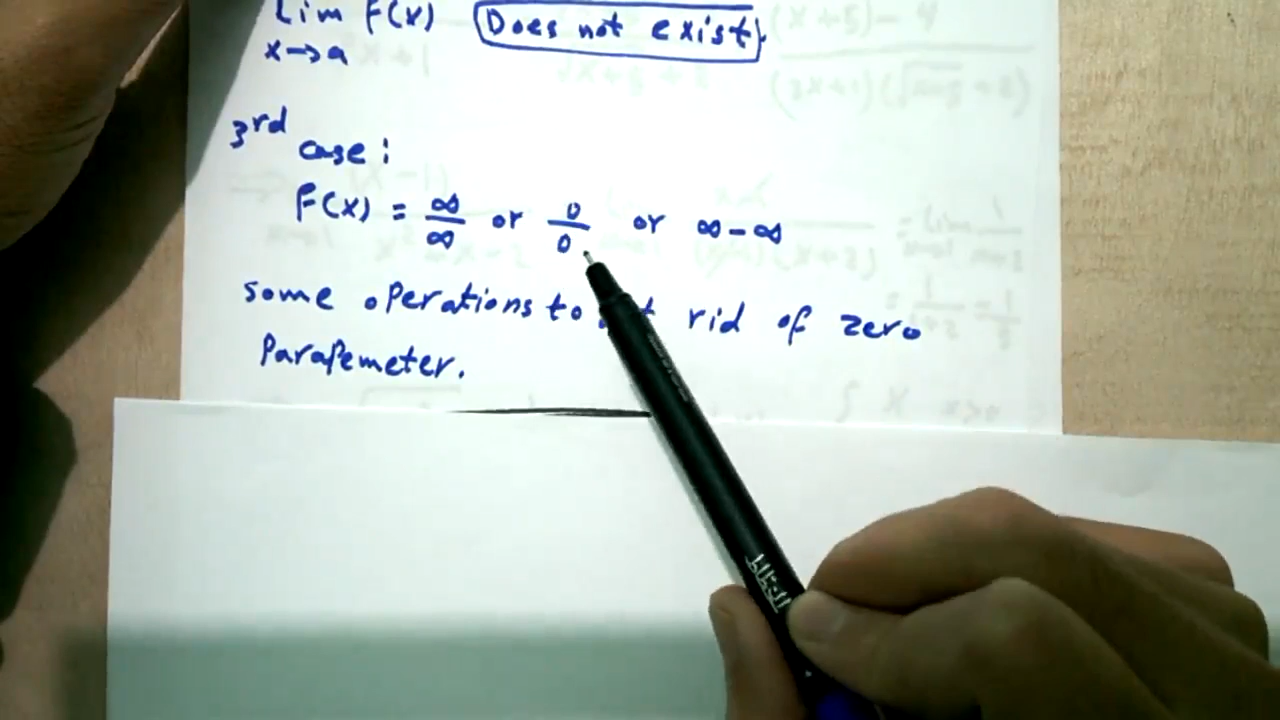 Lim F(x) Does not exist.
x→a
3rd case:
F(x) = ∞/∞ or 0/0 or ∞-∞
some operations to rid of zero
Parapemeter.